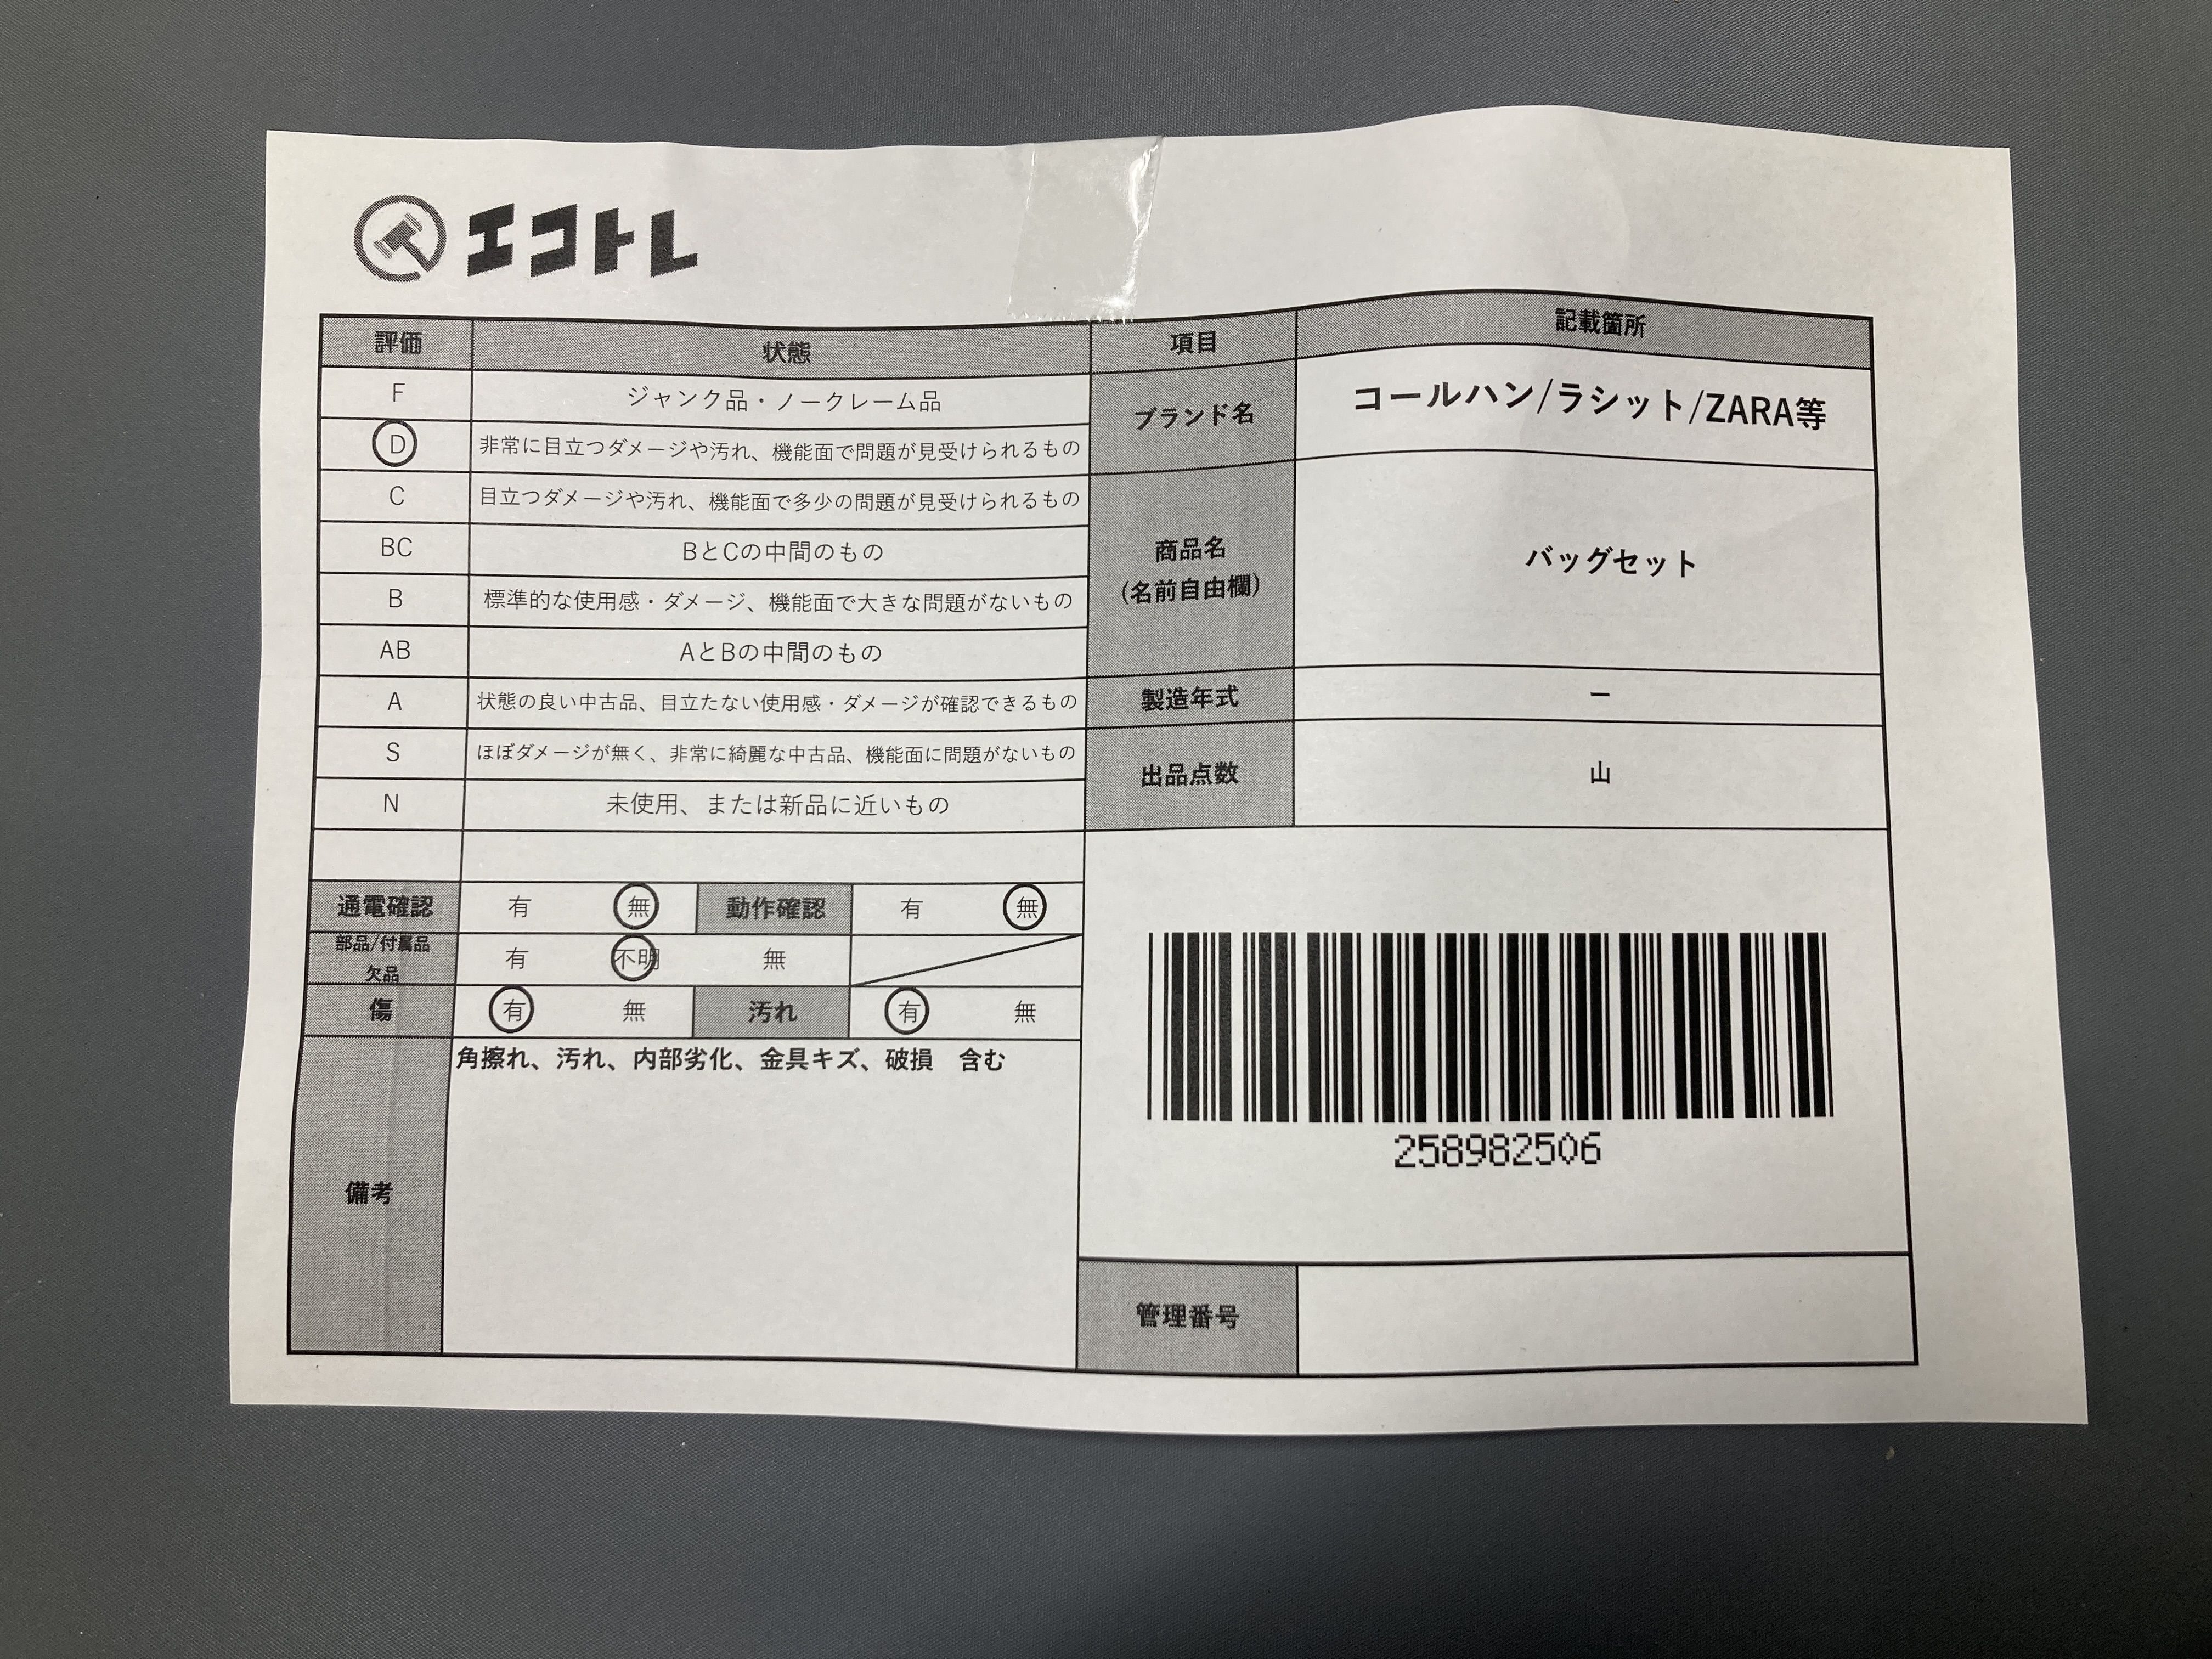 エコトレ
評価 状態 項目 記載箇所
F ジャンク品・ノークレーム品
D 非常に目立つダメージや汚れ、機能面で問題が見受けられるもの
C 目立つダメージや汚れ、機能面で多少の問題が見受けられるもの
BC BとCの中間のもの
B 標準的な使用感・ダメージ、機能面で大きな問題がないもの
AB AとBの中間のもの
A 状態の良い中古品、目立たない使用感・ダメージが確認できるもの
S ほぼダメージが無く、非常に綺麗な中古品、機能面に問題がないもの
N 未使用、または新品に近いもの
通電確認 有 無 動作確認 有 無
部品/付属品
欠品 有 不明 無
傷 有 無 汚れ 有 無
備考 角擦れ、汚れ、内部劣化、金具キズ、破損　含む
ブランド名 コールハン/ラシット/ZARA等
商品名
(名前自由欄) バッグセット
製造年式 ー
出品点数 山
258982506
管理番号